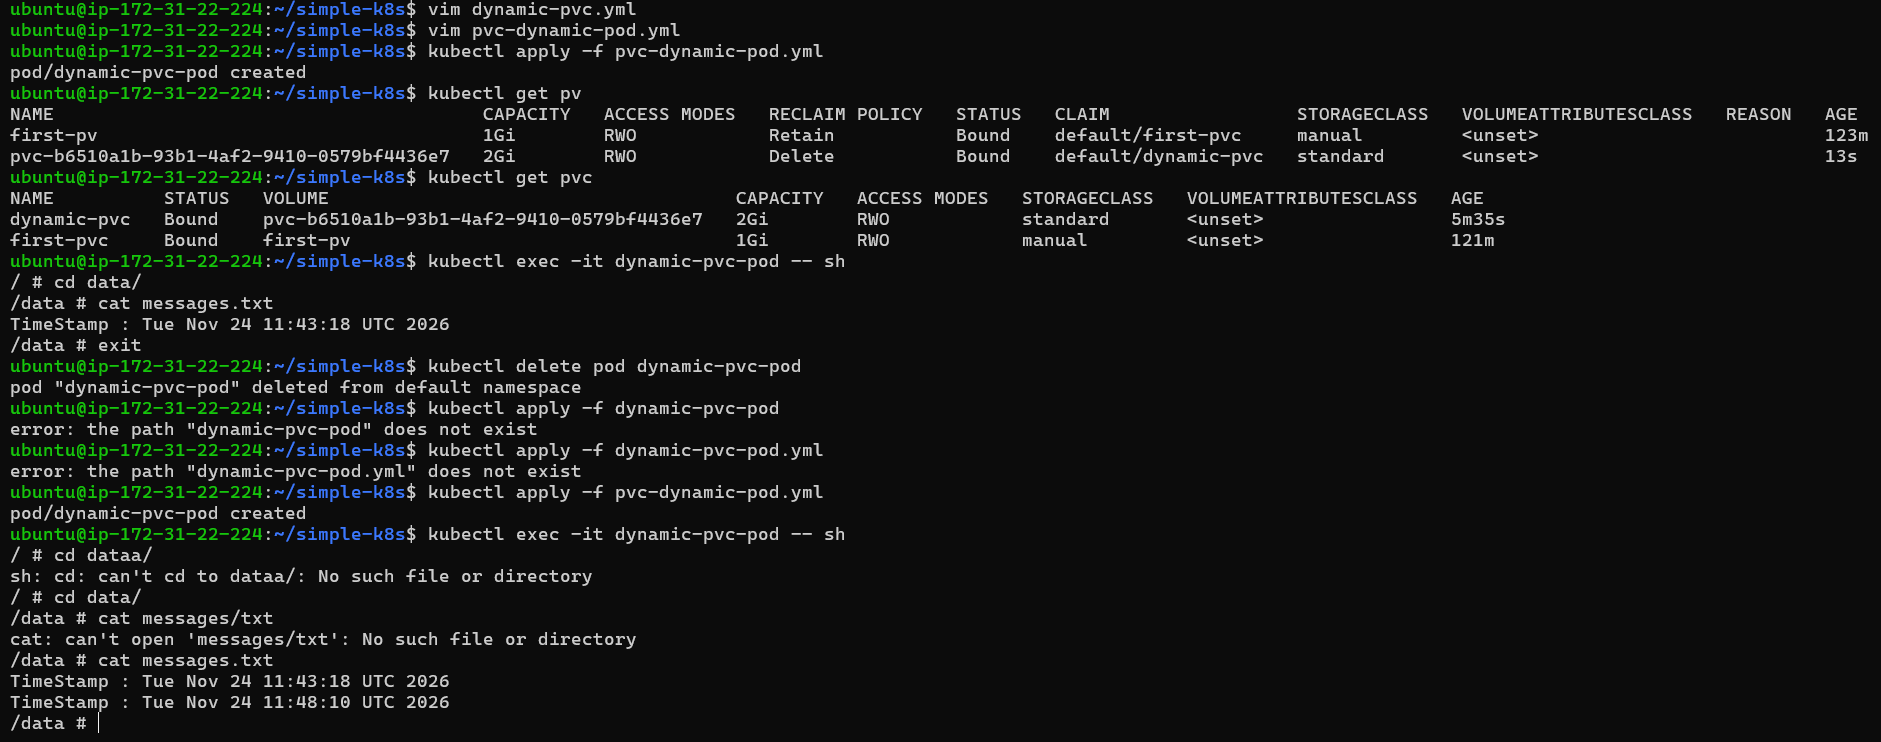 ubuntu@ip-172-31-22-224:~/simple-k8s$ vim dynamic-pvc.yml
ubuntu@ip-172-31-22-224:~/simple-k8s$ vim pvc-dynamic-pod.yml
ubuntu@ip-172-31-22-224:~/simple-k8s$ kubectl apply -f pvc-dynamic-pod.yml
pod/dynamic-pvc-pod created
ubuntu@ip-172-31-22-224:~/simple-k8s$ kubectl get pv
NAME                                       CAPACITY   ACCESS MODES   RECLAIM POLICY   STATUS   CLAIM                 STORAGECLASS   VOLUMEATTRIBUTESCLASS   REASON   AGE
first-pv                                   1Gi        RWO            Retain           Bound    default/first-pvc     manual         <unset>                          123m
pvc-b6510a1b-93b1-4af2-9410-0579bf4436e7   2Gi        RWO            Delete           Bound    default/dynamic-pvc   standard       <unset>                          13s
ubuntu@ip-172-31-22-224:~/simple-k8s$ kubectl get pvc
NAME          STATUS   VOLUME                                     CAPACITY   ACCESS MODES   STORAGECLASS   VOLUMEATTRIBUTESCLASS   AGE
dynamic-pvc   Bound    pvc-b6510a1b-93b1-4af2-9410-0579bf4436e7   2Gi        RWO            standard       <unset>                 5m35s
first-pvc     Bound    first-pv                                   1Gi        RWO            manual         <unset>                 121m
ubuntu@ip-172-31-22-224:~/simple-k8s$ kubectl exec -it dynamic-pvc-pod -- sh
/ # cd data/
/data # cat messages.txt
TimeStamp : Tue Nov 24 11:43:18 UTC 2026
/data # exit
ubuntu@ip-172-31-22-224:~/simple-k8s$ kubectl delete pod dynamic-pvc-pod
pod "dynamic-pvc-pod" deleted from default namespace
ubuntu@ip-172-31-22-224:~/simple-k8s$ kubectl apply -f dynamic-pvc-pod
error: the path "dynamic-pvc-pod" does not exist
ubuntu@ip-172-31-22-224:~/simple-k8s$ kubectl apply -f dynamic-pvc-pod.yml
error: the path "dynamic-pvc-pod.yml" does not exist
ubuntu@ip-172-31-22-224:~/simple-k8s$ kubectl apply -f pvc-dynamic-pod.yml
pod/dynamic-pvc-pod created
ubuntu@ip-172-31-22-224:~/simple-k8s$ kubectl exec -it dynamic-pvc-pod -- sh
/ # cd dataa/
sh: cd: can't cd to dataa/: No such file or directory
/ # cd data/
/data # cat messages/txt
cat: can't open 'messages/txt': No such file or directory
/data # cat messages.txt
TimeStamp : Tue Nov 24 11:43:18 UTC 2026
TimeStamp : Tue Nov 24 11:48:10 UTC 2026
/data #